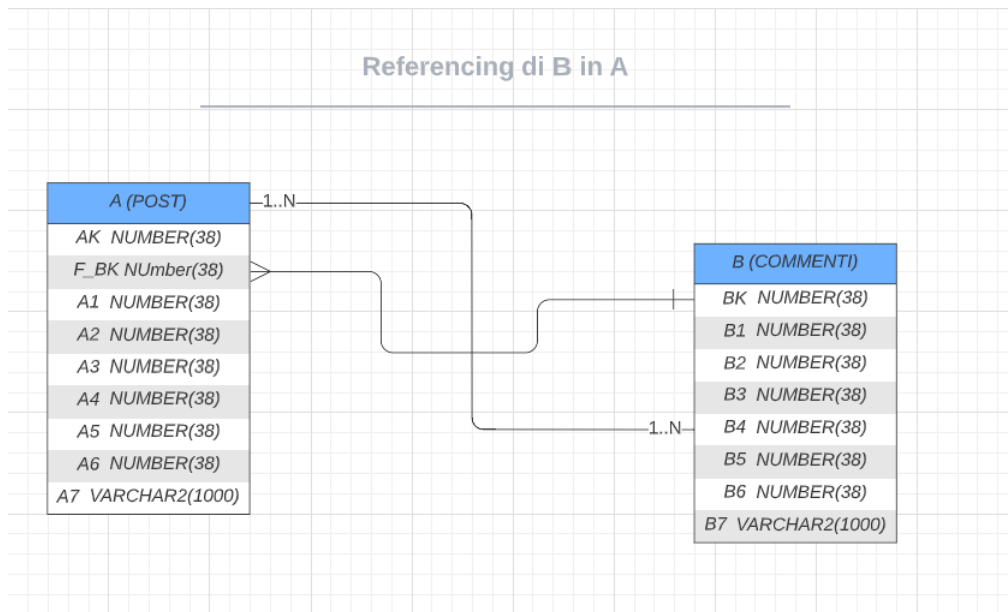 Referencing di B in A
A (POST)
AK NUMBER(38)
F_BK NUmber(38)
A1 NUMBER(38)
A2 NUMBER(38)
A3 NUMBER(38)
A4 NUMBER(38)
A5 NUMBER(38)
A6 NUMBER(38)
A7 VARCHAR2(1000)
1..N
B (COMMENTI)
BK NUMBER(38)
B1 NUMBER(38)
B2 NUMBER(38)
B3 NUMBER(38)
B4 NUMBER(38)
B5 NUMBER(38)
B6 NUMBER(38)
B7 VARCHAR2(1000)
1..N